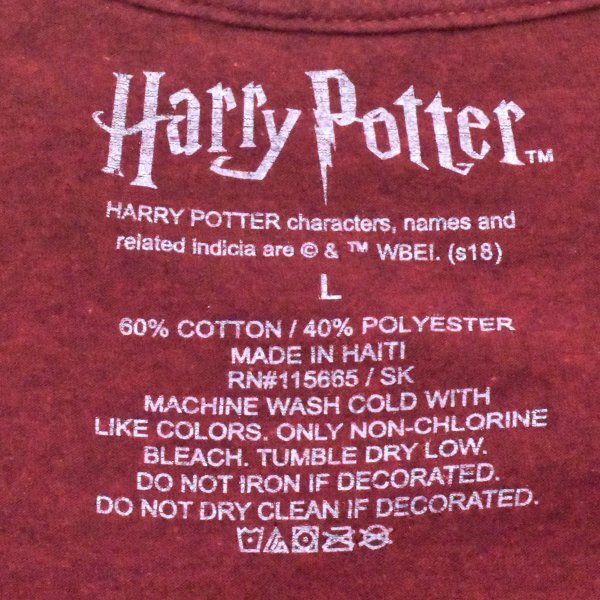 Harry Potter™
HARRY POTTER characters, names and
related indicia are © & ™ WBEI. (s18)
L
60% COTTON / 40% POLYESTER
MADE IN HAITI
RN#115665 / SK
MACHINE WASH COLD WITH
LIKE COLORS. ONLY NON-CHLORINE
BLEACH. TUMBLE DRY LOW.
DO NOT IRON IF DECORATED.
DO NOT DRY CLEAN IF DECORATED.